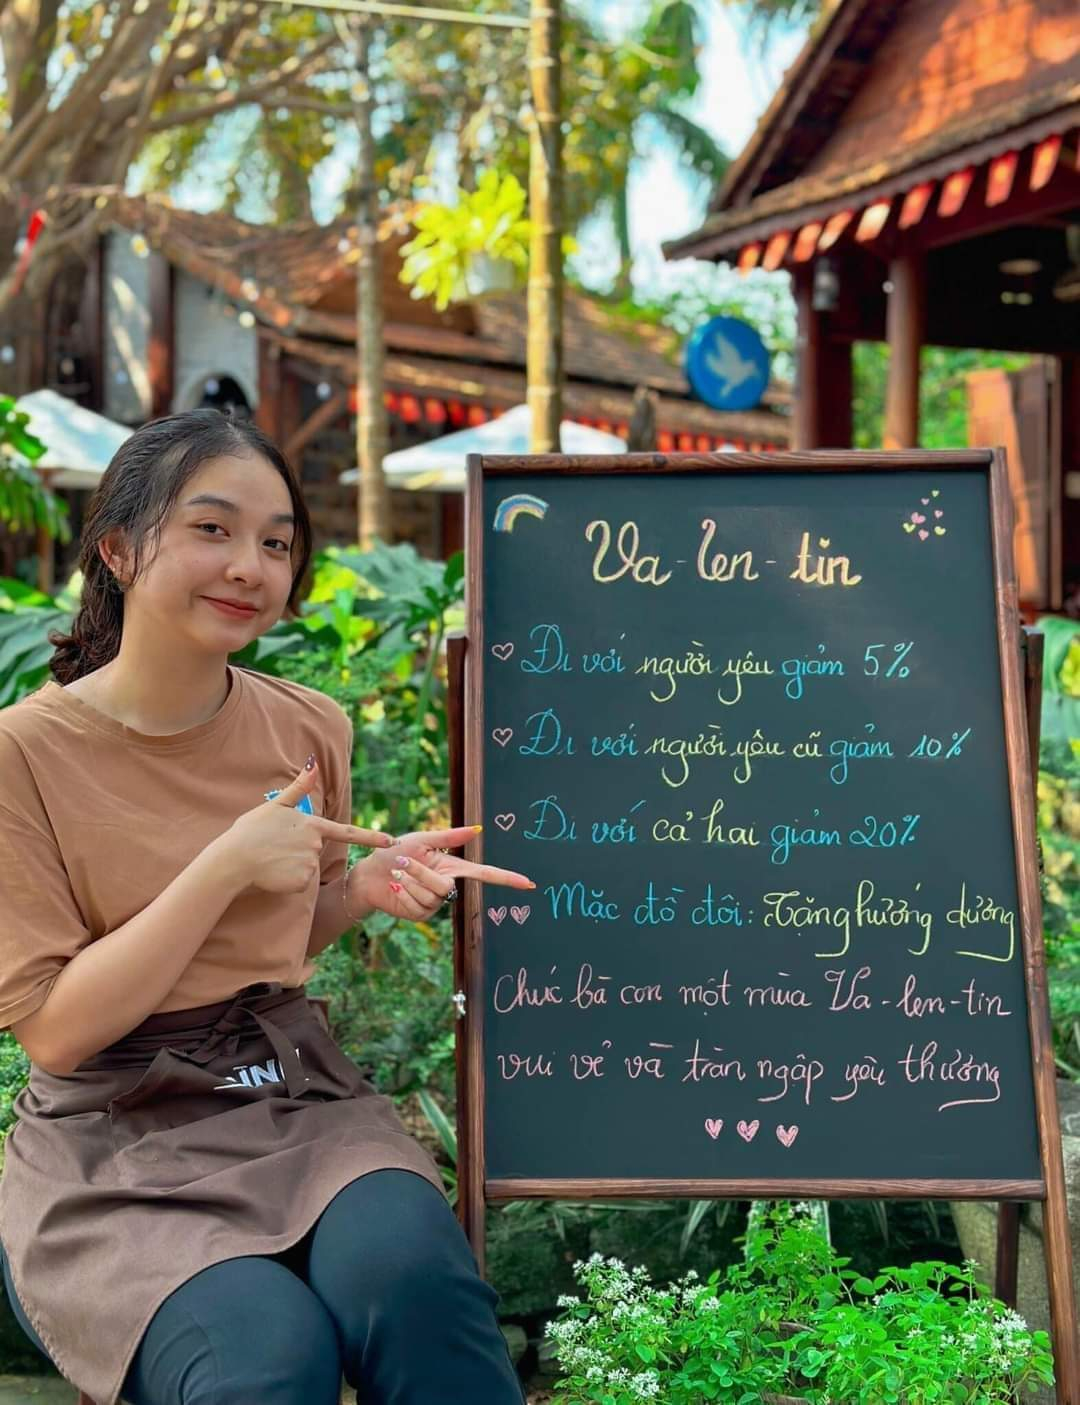 Va-len-tin
Đi với người yêu giảm 5%
Đi với người yêu cũ giảm 10%
Đi với cả hai giảm 20%
Mặc đồ đôi: Tặng hướng dương
Chúc bà con một mùa Va-len-tin
vui vẻ và tràn ngập yêu thương